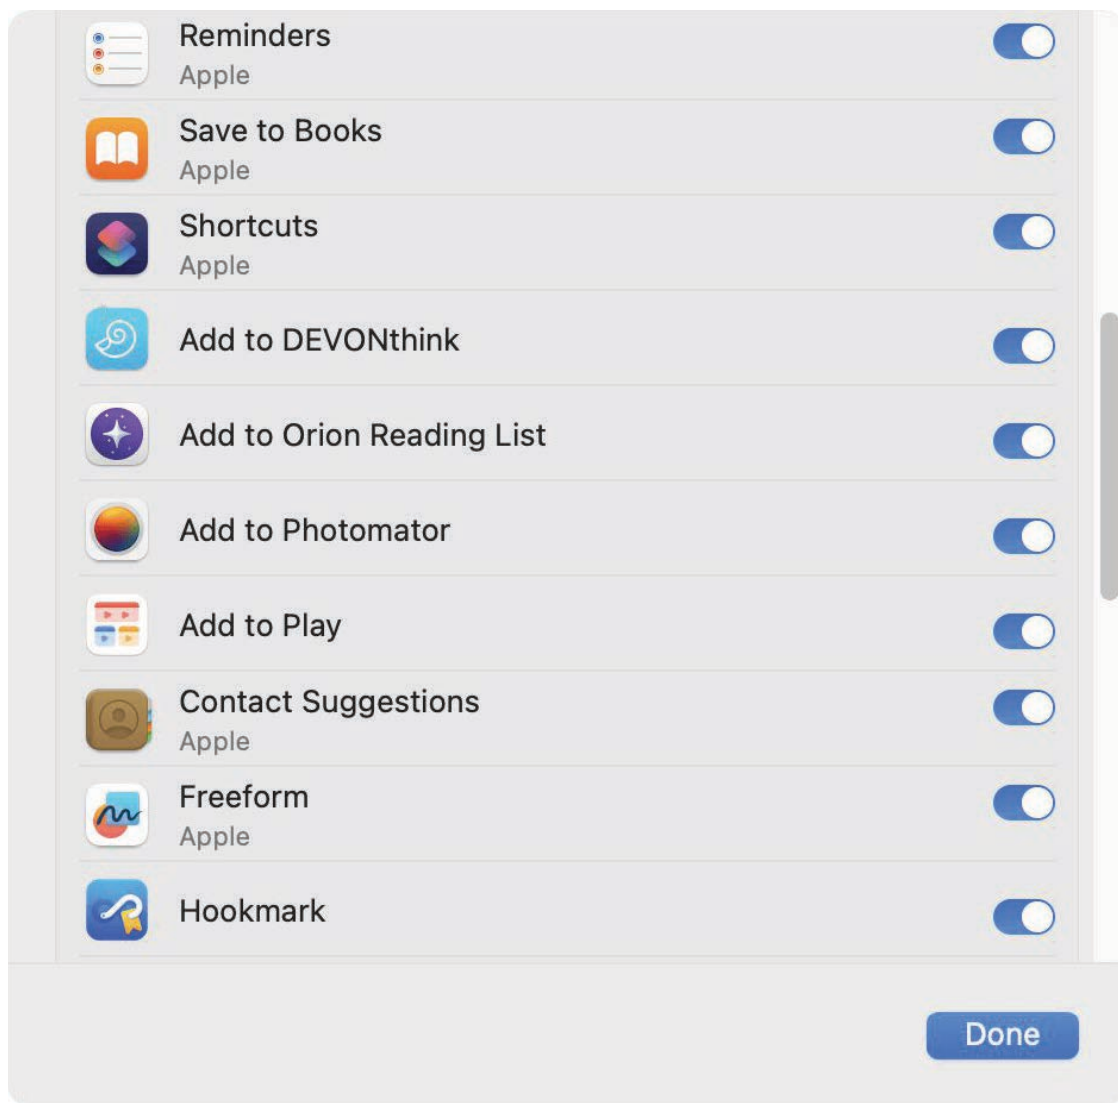 Reminders
Apple
Save to Books
Apple
Shortcuts
Apple
Add to DEVONthink
Add to Orion Reading List
Add to Photomator
Add to Play
Contact Suggestions
Apple
Freeform
Apple
Hookmark
Done